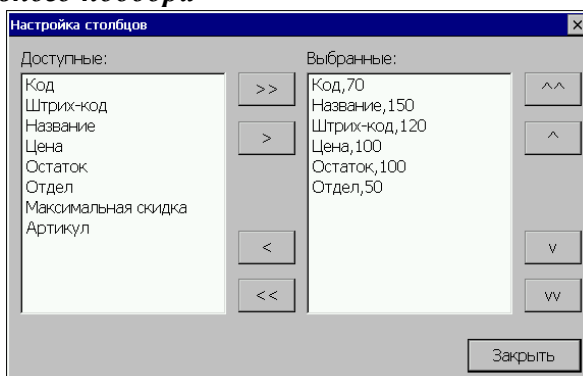 Настройка столбцов
Доступные:
Код
Штрих-код
Название
Цена
Остаток
Отдел
Максимальная скидка
Артикул
>>
>
<
<<
Выбранные:
Код,70
Название,150
Штрих-код,120
Цена,100
Остаток,100
Отдел,50
^^
^
v
vv
Закрыть